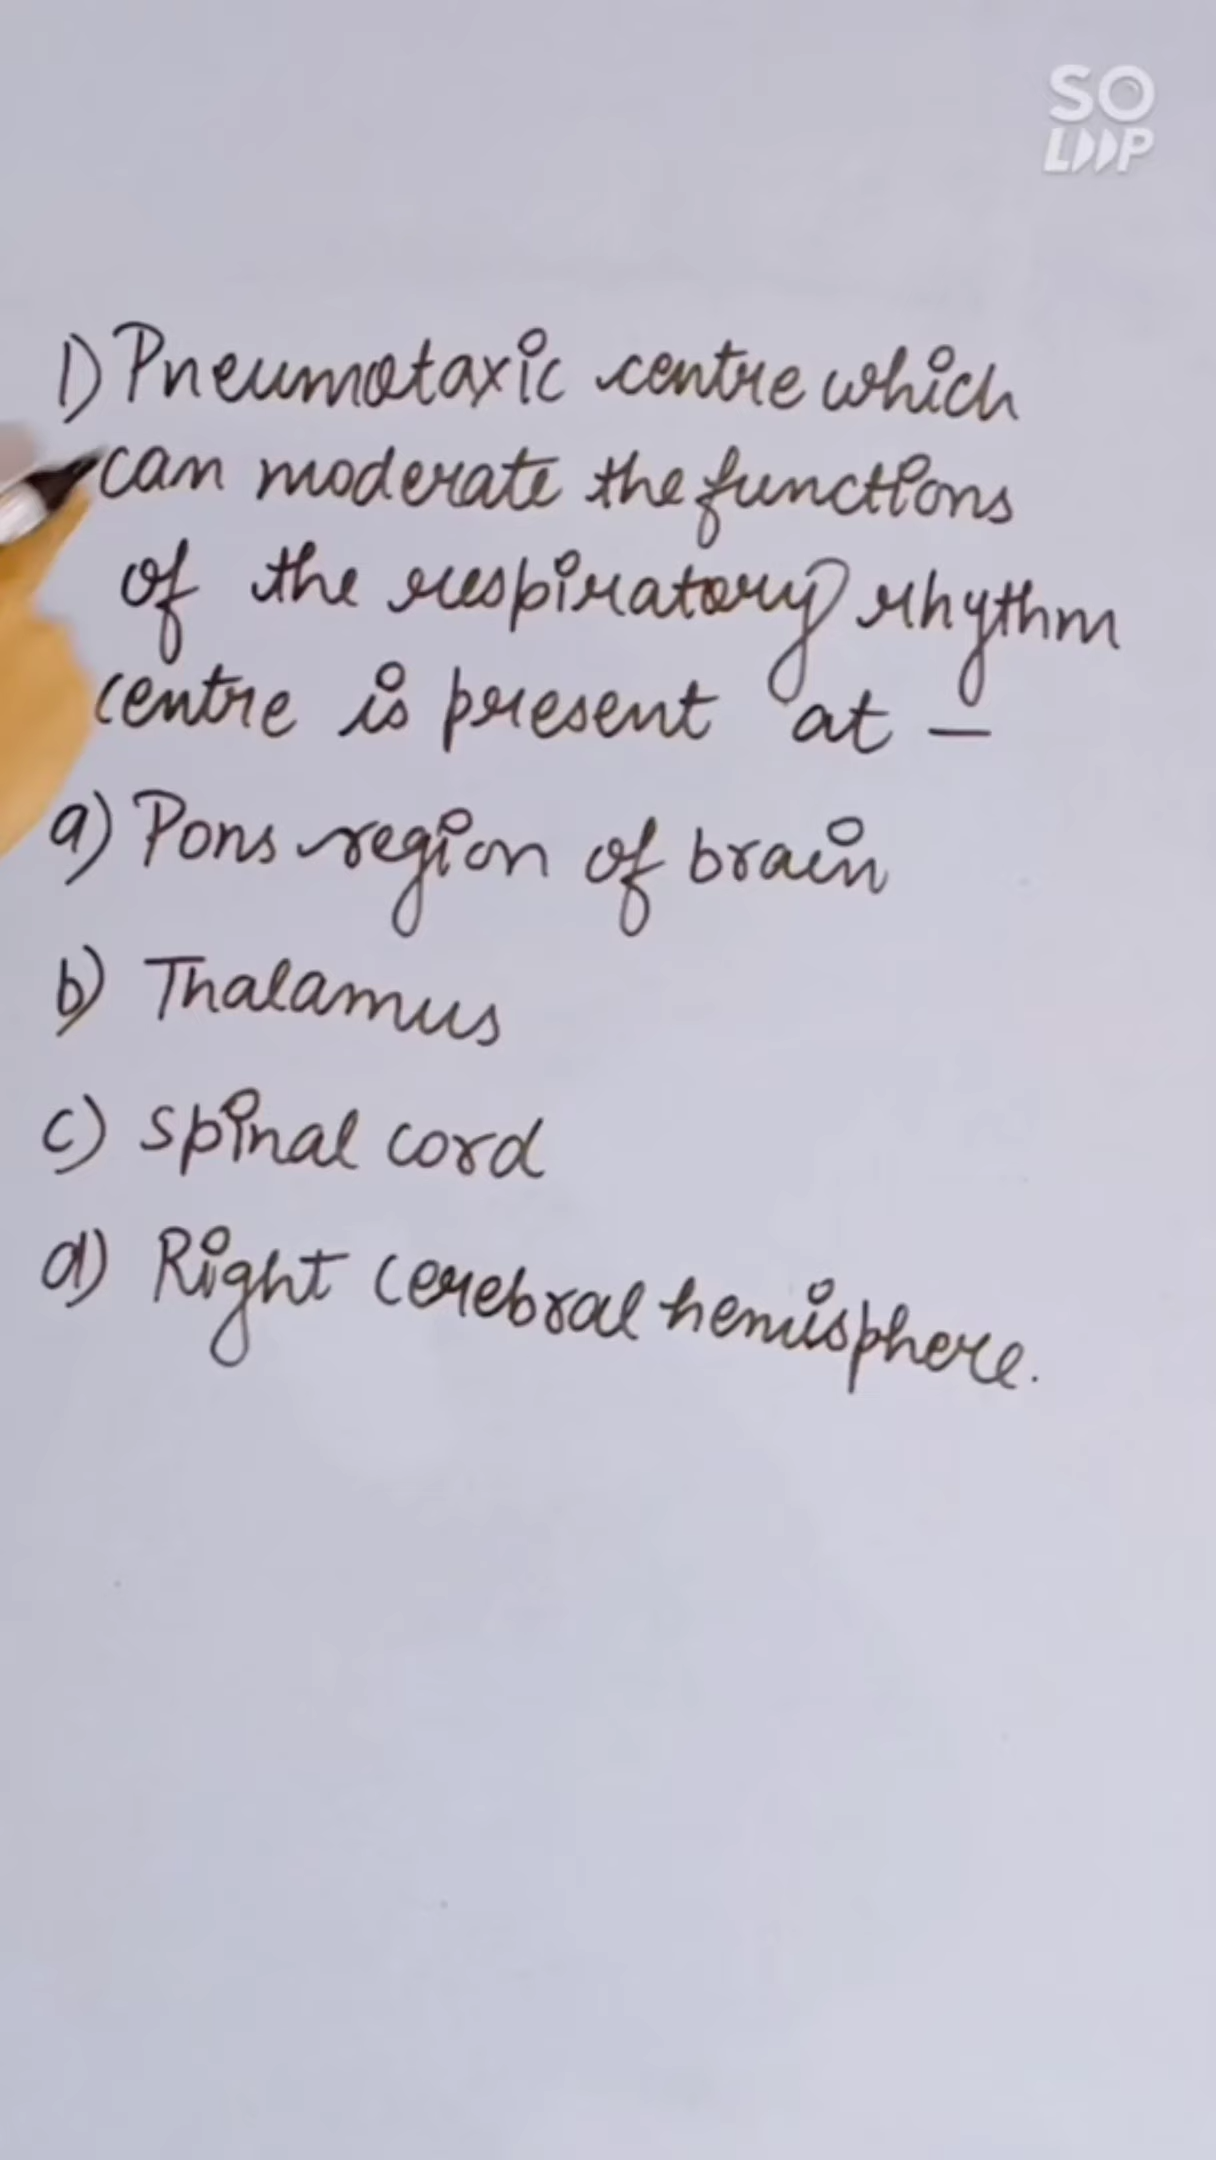 SO
LOOP
1) Pneumotaxic centre which
can moderate the functions
of the respiratory rhythm
centre is present at –
a) Pons region of brain
b) Thalamus
c) spinal cord
d) Right cerebral hemisphere.